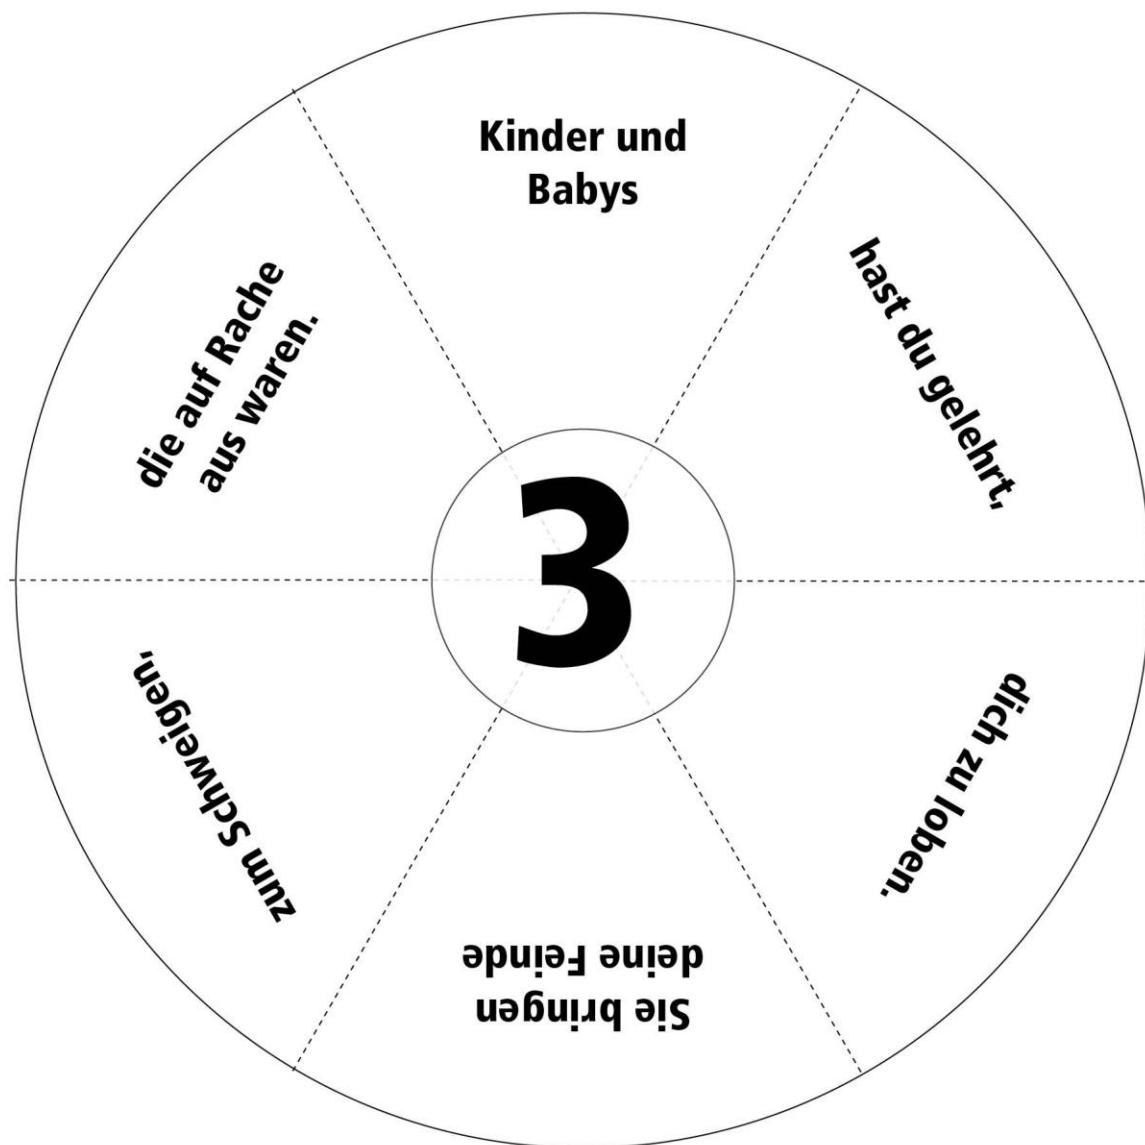 Kinder und
Babys
hast du gelehrt,
dich zu loben.
Sie bringen
deine Feinde
zum Schweigen,
die auf Rache
aus waren.
3